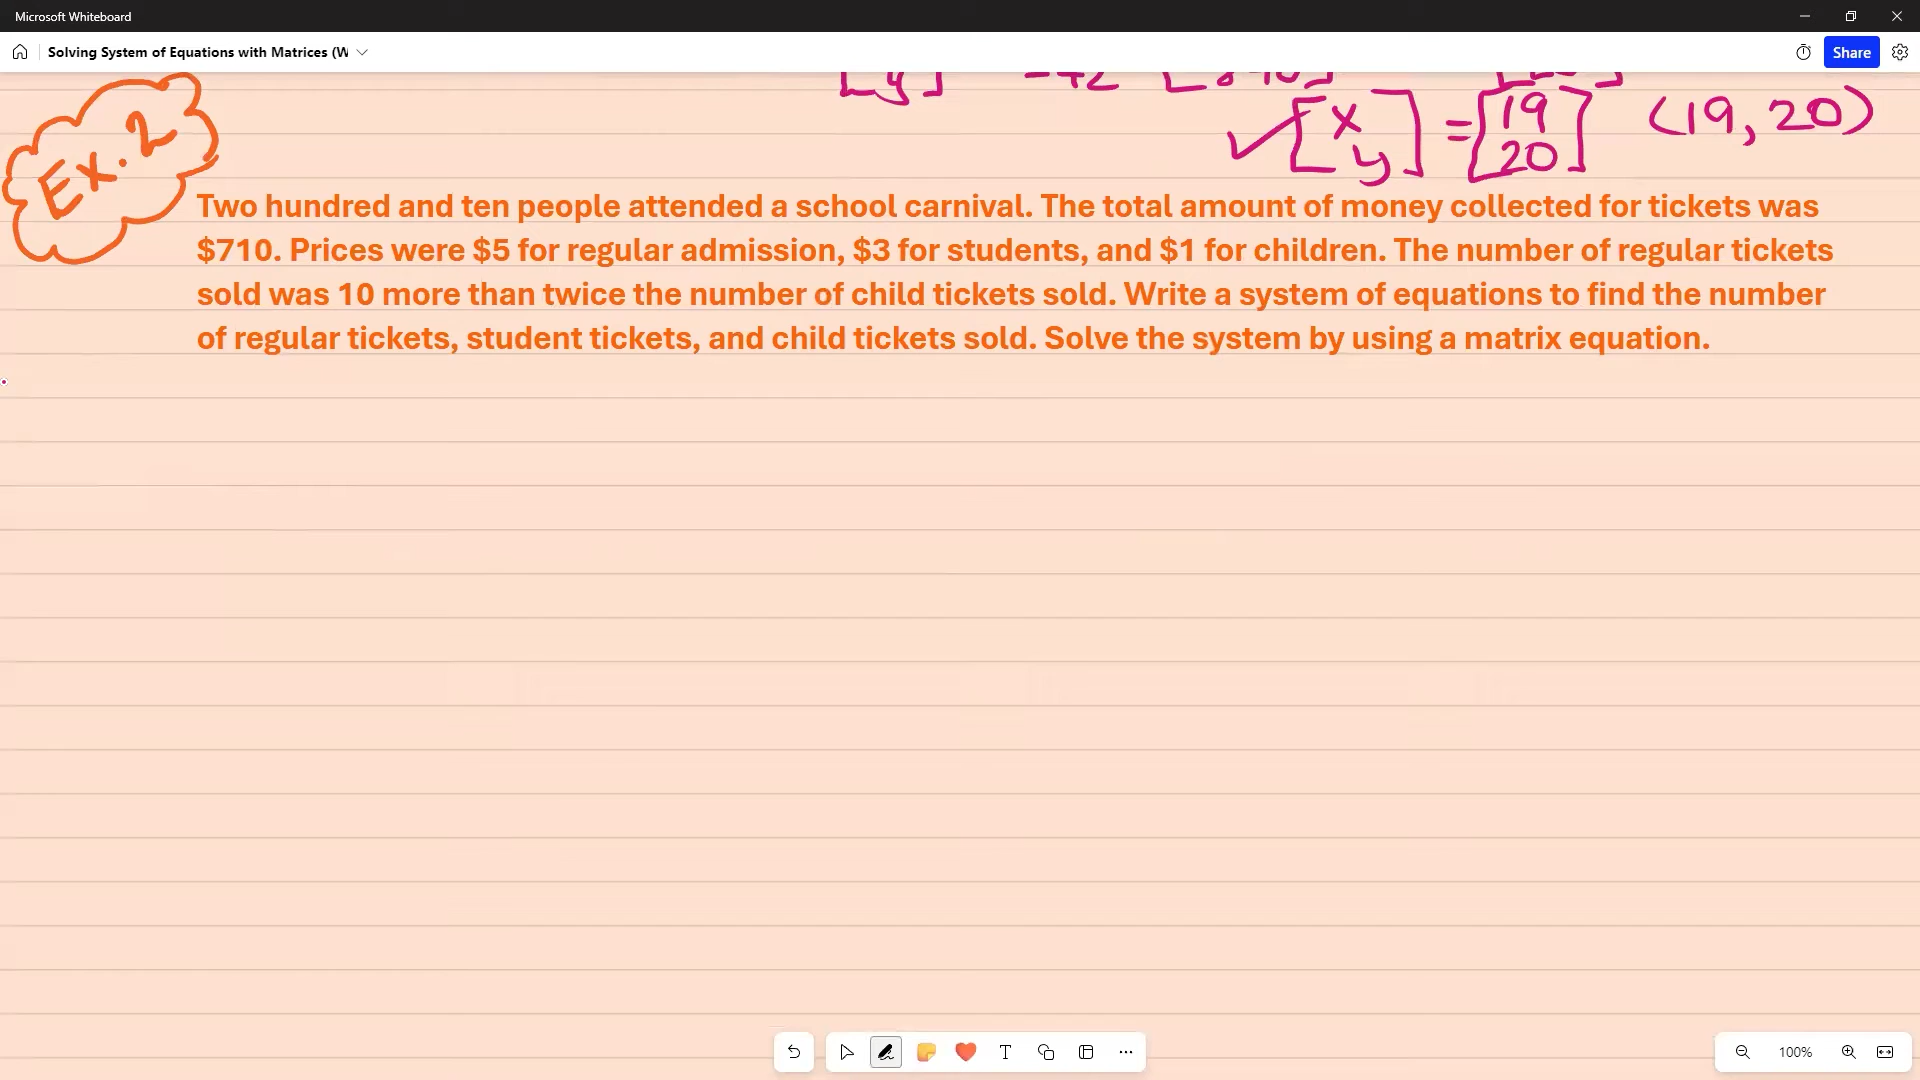 Microsoft Whiteboard
Solving System of Equations with Matrices (W
Share
Ex. 2
[x y] = [19 20] (19, 20)
Two hundred and ten people attended a school carnival. The total amount of money collected for tickets was
$710. Prices were $5 for regular admission, $3 for students, and $1 for children. The number of regular tickets
sold was 10 more than twice the number of child tickets sold. Write a system of equations to find the number
of regular tickets, student tickets, and child tickets sold. Solve the system by using a matrix equation.
100%